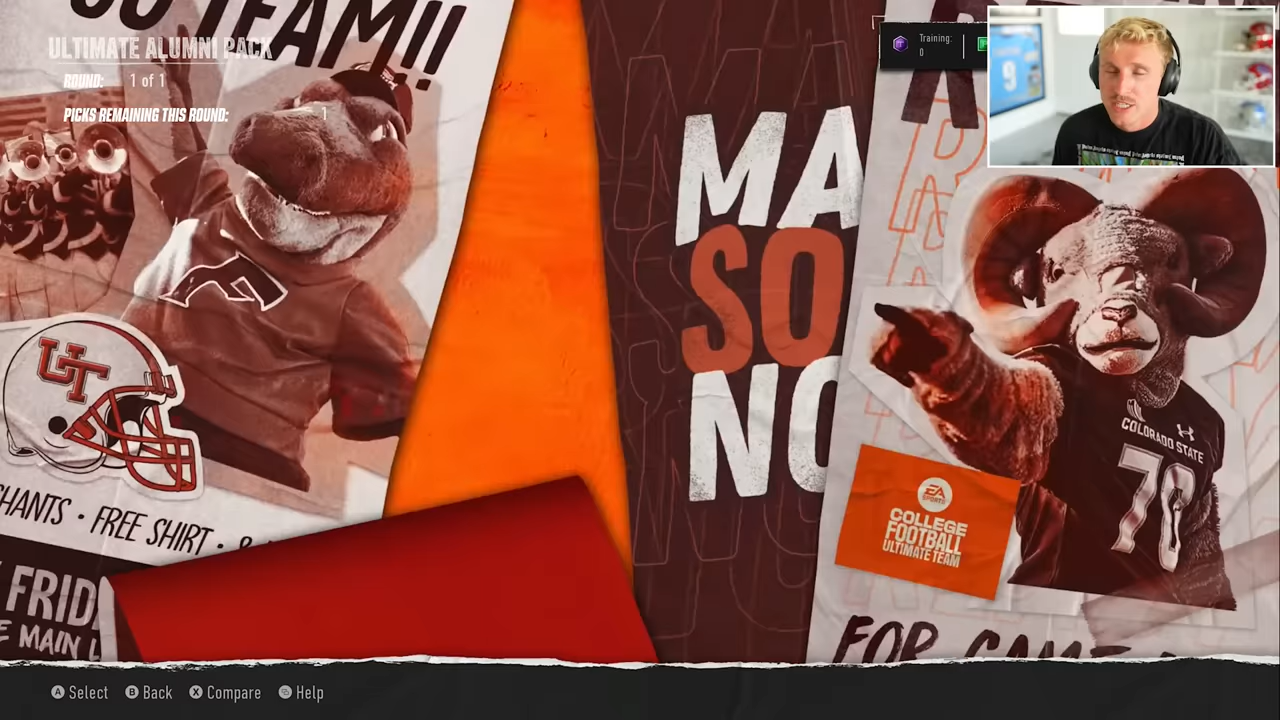 GO TEAM!!
ULTIMATE ALUMNI PACK
ROUND: 1 of 1
PICKS REMAINING THIS ROUND: 1
Training:
0
9
MA
SO
NO
UT
COLORADO STATE
70
EA
SPORTS
COLLEGE
FOOTBALL
ULTIMATE TEAM
CHANTS • FREE SHIRT •
FRID
E MAIN
FOR GAME
A Select B Back X Compare Help